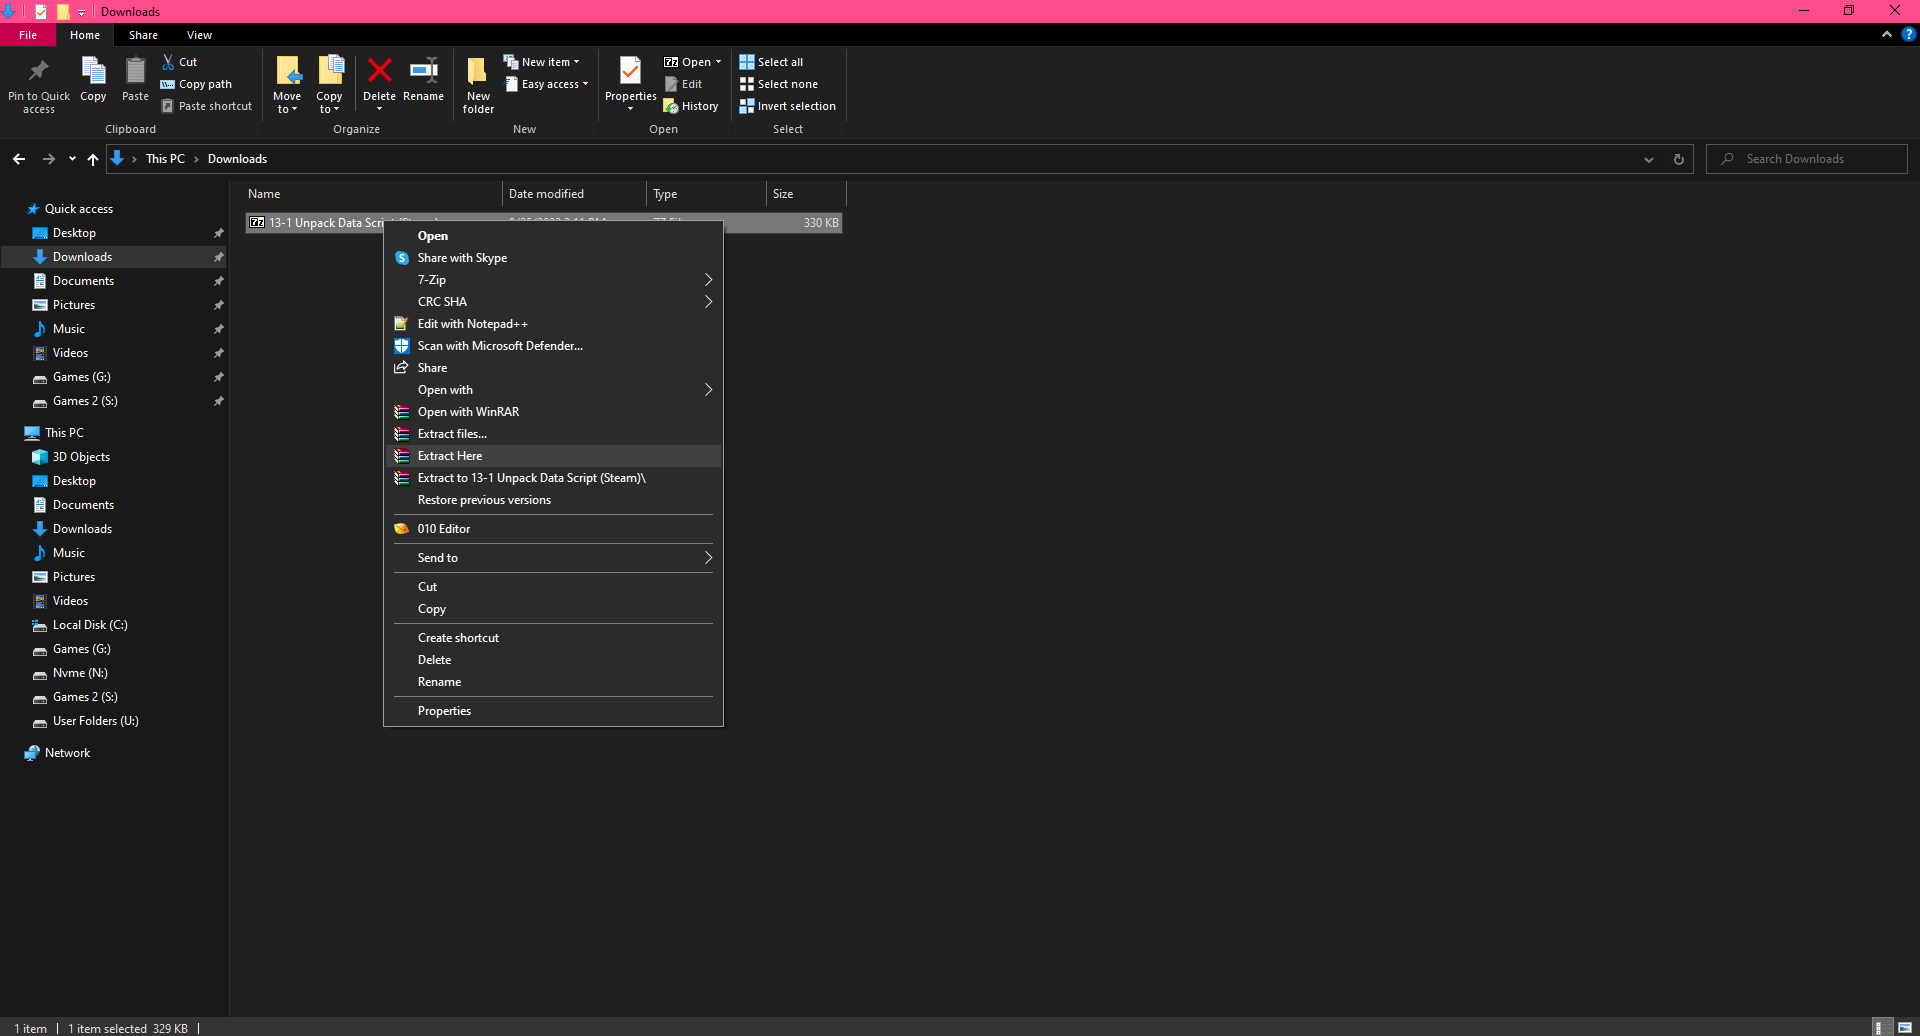 Downloads
File
Home
Share
View
Pin to Quick access
Copy
Paste
Cut
Copy path
Paste shortcut
Clipboard
Move to
Copy to
Delete
Rename
Organize
New folder
New item
Easy access
New
Properties
Open
Edit
History
Open
Select all
Select none
Invert selection
Select
This PC
Downloads
Search Downloads
Name
Date modified
Type
Size
13-1 Unpack Data Scri
330 KB
Quick access
Desktop
Downloads
Documents
Pictures
Music
Videos
Games (G:)
Games 2 (S:)
This PC
3D Objects
Desktop
Documents
Downloads
Music
Pictures
Videos
Local Disk (C:)
Games (G:)
Nvme (N:)
Games 2 (S:)
User Folders (U:)
Network
Open
Share with Skype
7-Zip
CRC SHA
Edit with Notepad++
Scan with Microsoft Defender...
Share
Open with
Open with WinRAR
Extract files...
Extract Here
Extract to 13-1 Unpack Data Script (Steam)\
Restore previous versions
010 Editor
Send to
Cut
Copy
Create shortcut
Delete
Rename
Properties
1 item
1 item selected 329 KB